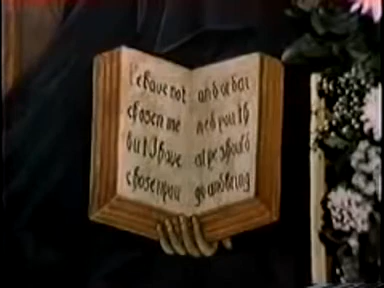 Ye have not
chosen me
but I have
chosen you
and ordai
ned you th
at ye should
go and bring